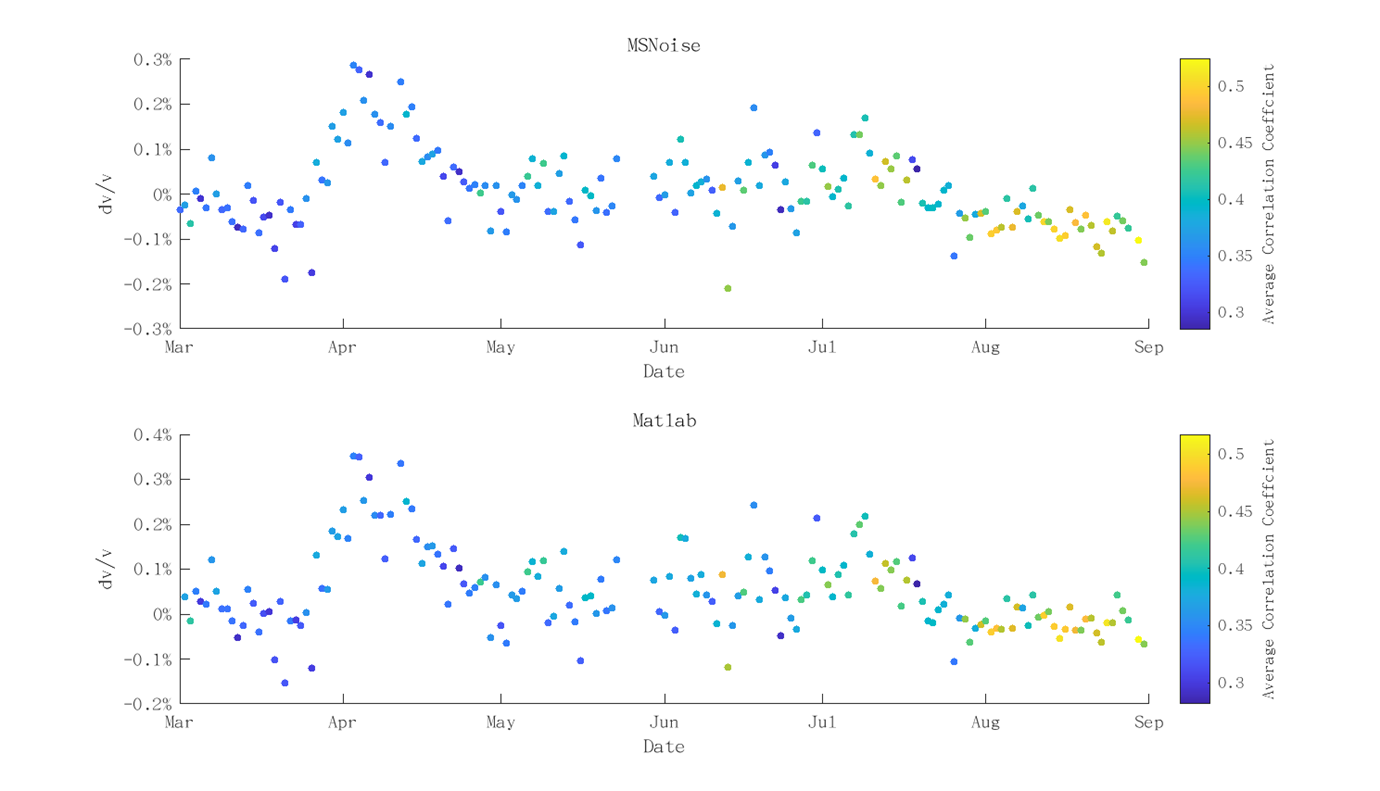 MSNoise
0.3%
0.2%
0.1%
0%
-0.1%
-0.2%
-0.3%
dv/v
Mar Apr May Jun Jul Aug Sep
Date
0.5
0.45
0.4
0.35
0.3
Average Correlation Coeffcient
Matlab
0.4%
0.3%
0.2%
0.1%
0%
-0.1%
-0.2%
dv/v
Mar Apr May Jun Jul Aug Sep
Date
0.5
0.45
0.4
0.35
0.3
Average Correlation Coeffcient